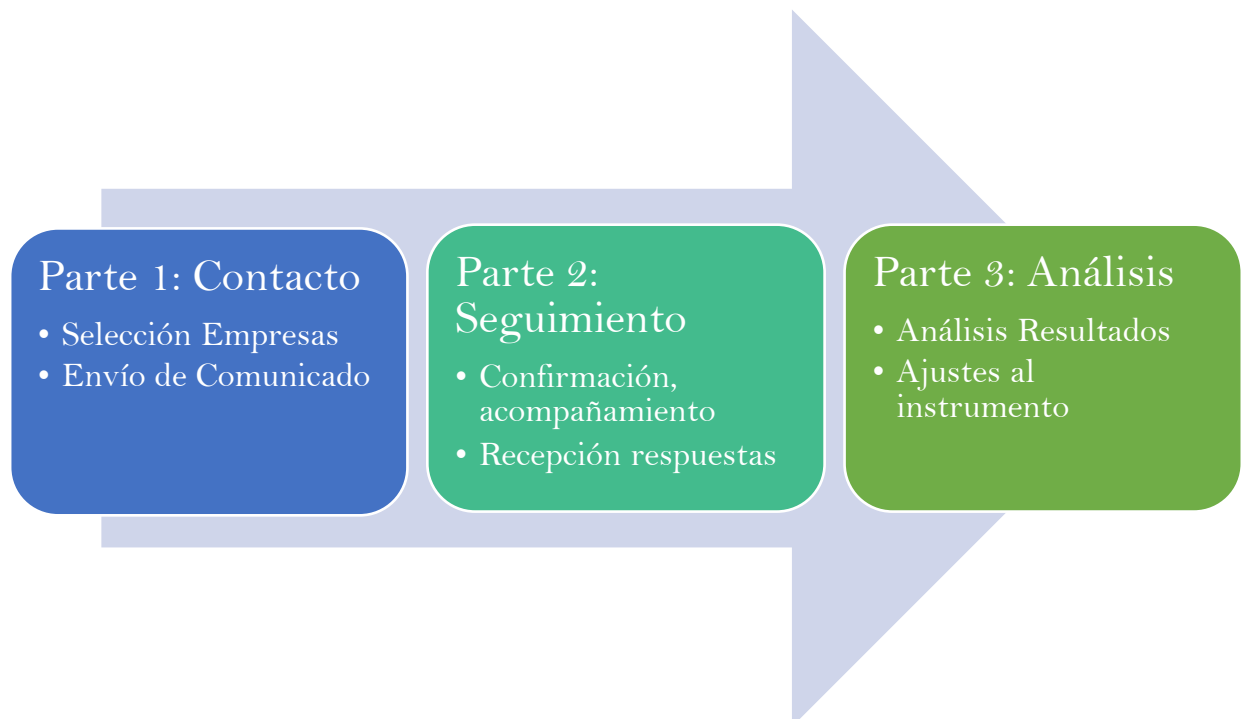 Parte 1: Contacto
• Selección Empresas
• Envío de Comunicado
Parte 2:
Seguimiento
• Confirmación,
acompañamiento
• Recepción respuestas
Parte 3: Análisis
• Análisis Resultados
• Ajustes al
instrumento